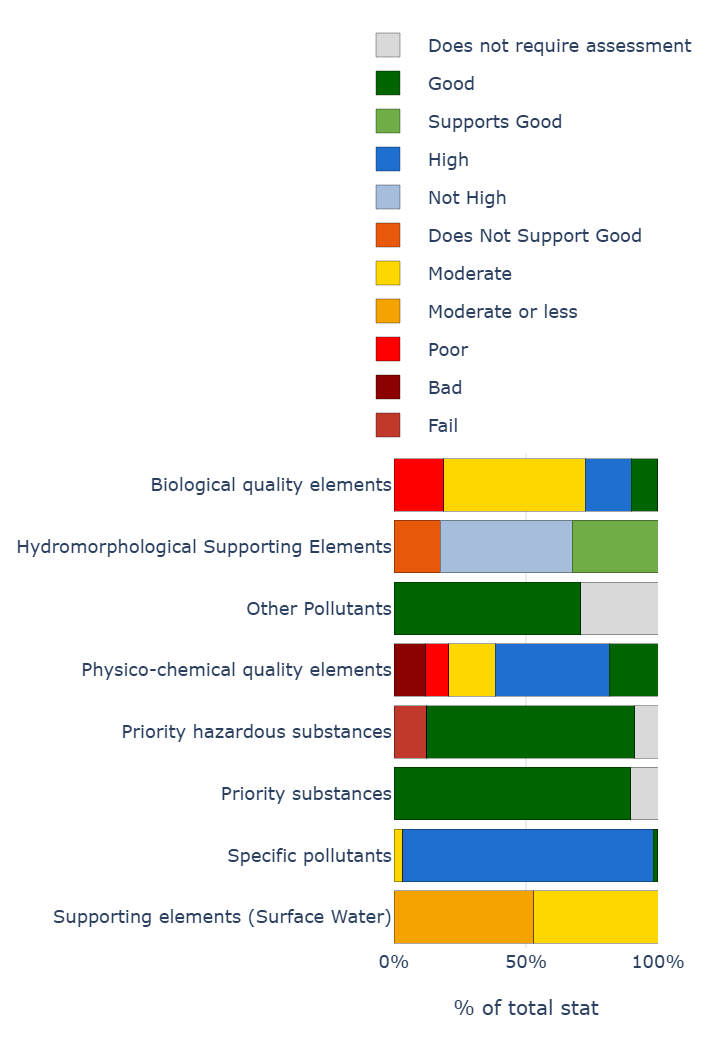 Does not require assessment
Good
Supports Good
High
Not High
Does Not Support Good
Moderate
Moderate or less
Poor
Bad
Fail
Biological quality elements
Hydromorphological Supporting Elements
Other Pollutants
Physico-chemical quality elements
Priority hazardous substances
Priority substances
Specific pollutants
Supporting elements (Surface Water)
0% 50% 100%
% of total stat